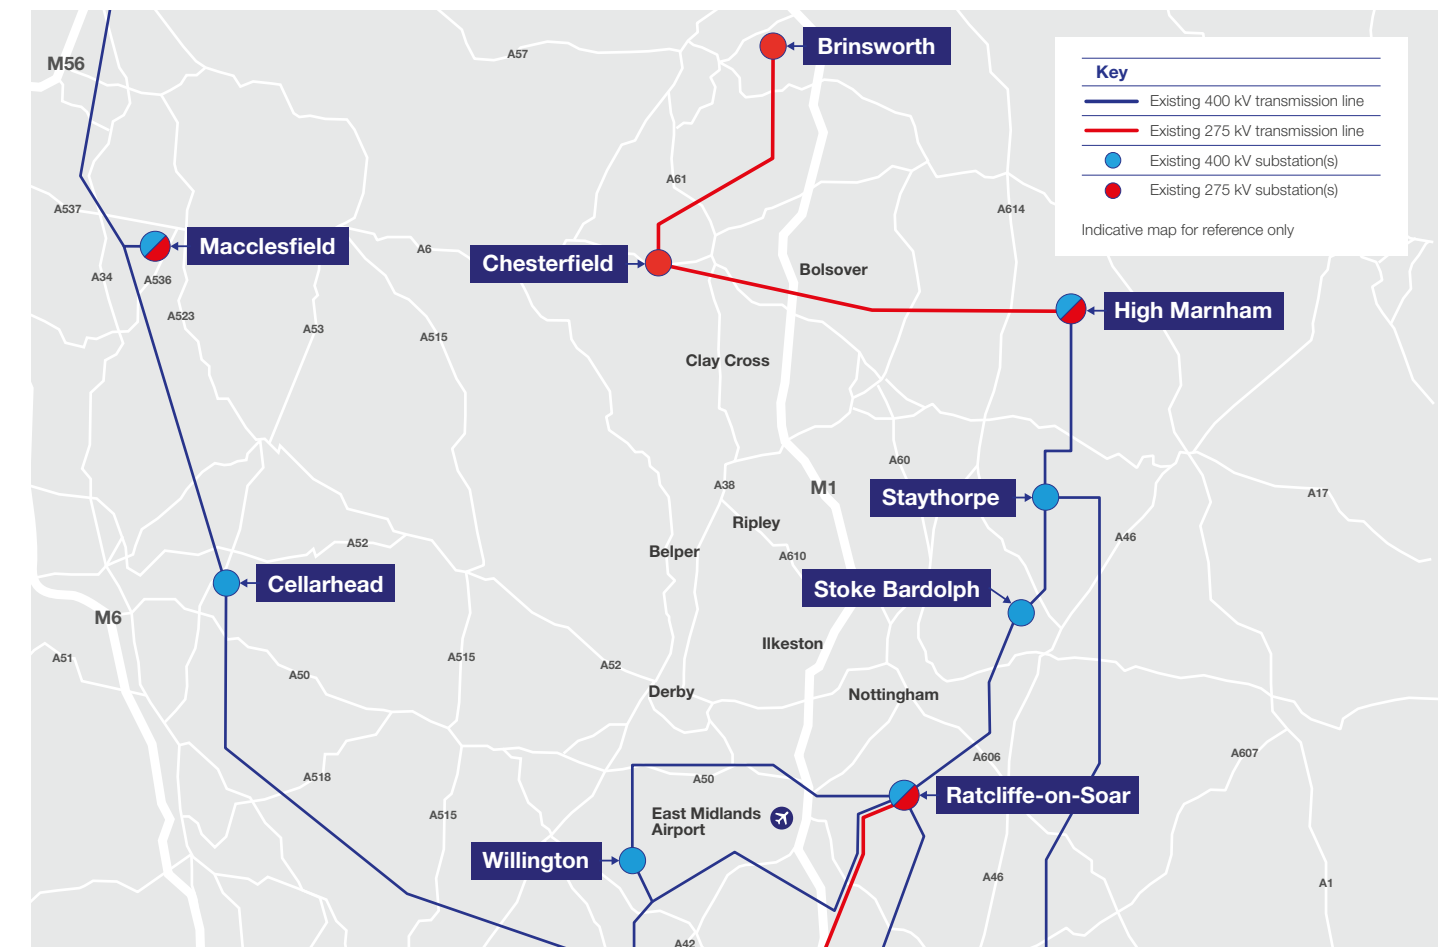 Brinsworth
A57
M56
Key
Existing 400 kV transmission line
Existing 275 kV transmission line
Existing 400 kV substation(s)
Existing 275 kV substation(s)
Indicative map for reference only
A61
A537
A614
Macclesfield
A6
Chesterfield
Bolsover
A34
A536
High Marnham
A523
A53
A515
Clay Cross
A60
A38
M1
Staythorpe
A17
Ripley
A46
A52
Belper
A610
Cellarhead
Stoke Bardolph
M6
Ilkeston
A51
A515
A52
A50
Derby
Nottingham
A606
A607
A518
A50
Ratcliffe-on-Soar
A515
East Midlands
Airport
Willington
A46
A1
A42